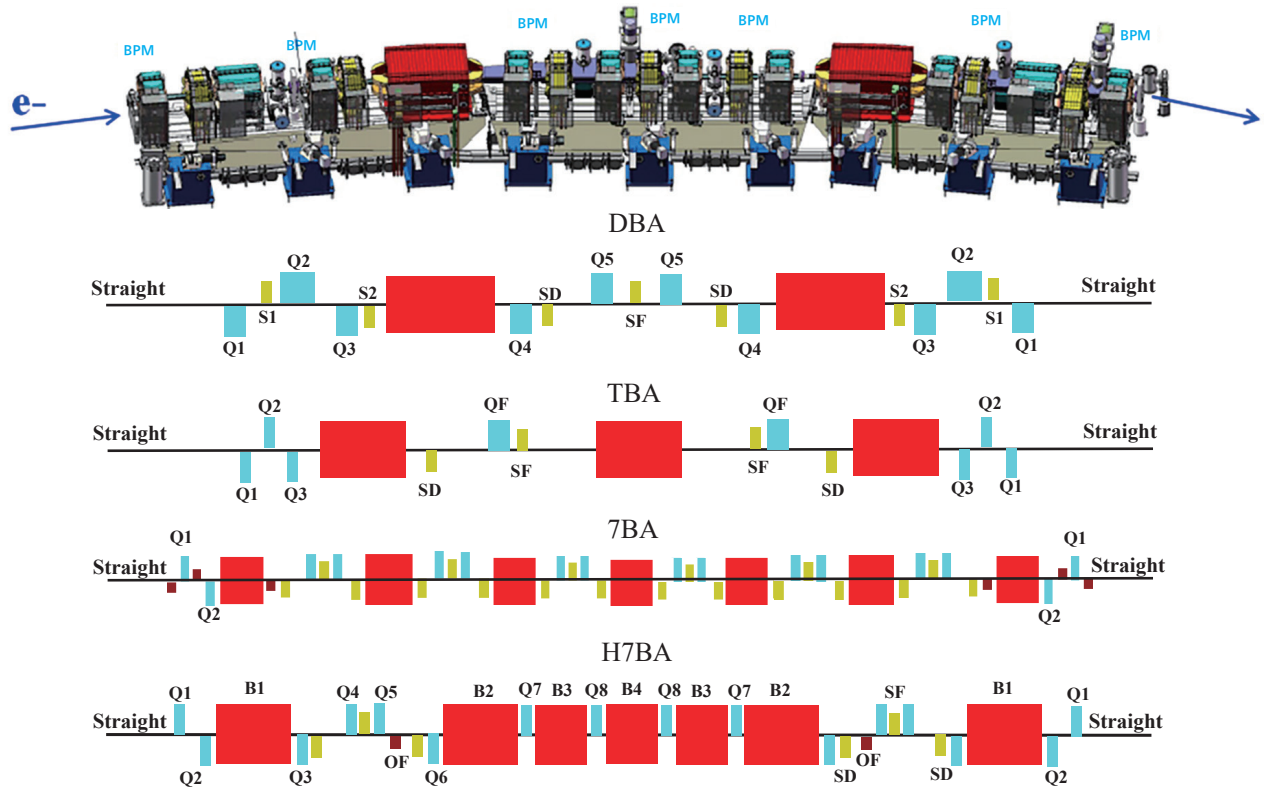 BPM BPM BPM BPM BPM BPM BPM
e-
DBA
Q2 Q5 Q5 Q2
Straight S2 SD SD S2 Straight
S1 SF S1
Q1 Q3 Q4 Q4 Q3 Q1
TBA
Q2 QF QF Q2
Straight Straight
SF SF
Q1 Q3 SD SD Q3 Q1
7BA
Q1 Q1
Straight Straight
Q2 Q2
H7BA
Q1 B1 Q4 Q5 B2 Q7 B3 Q8 B4 Q8 B3 Q7 B2 SF B1 Q1
Straight Straight
OF OF
Q2 Q3 Q6 SD SD Q2